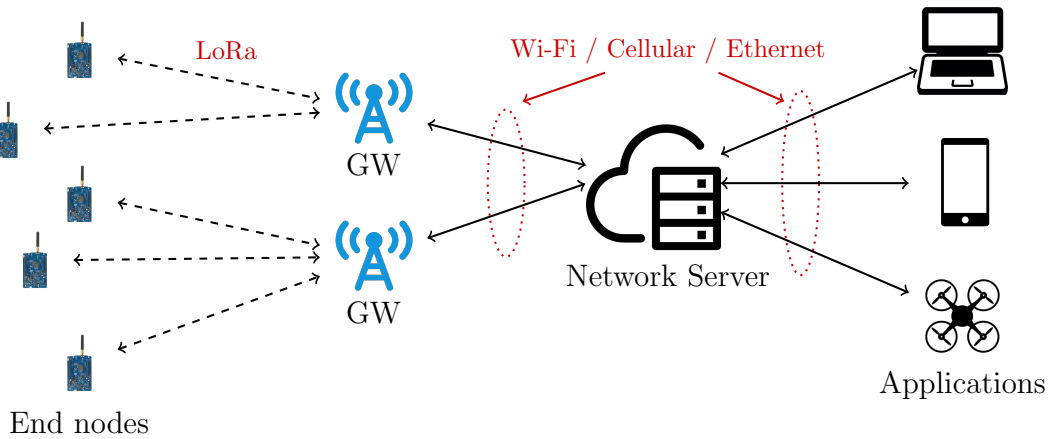 LoRa
Wi-Fi / Cellular / Ethernet
GW
GW
Network Server
Applications
End nodes